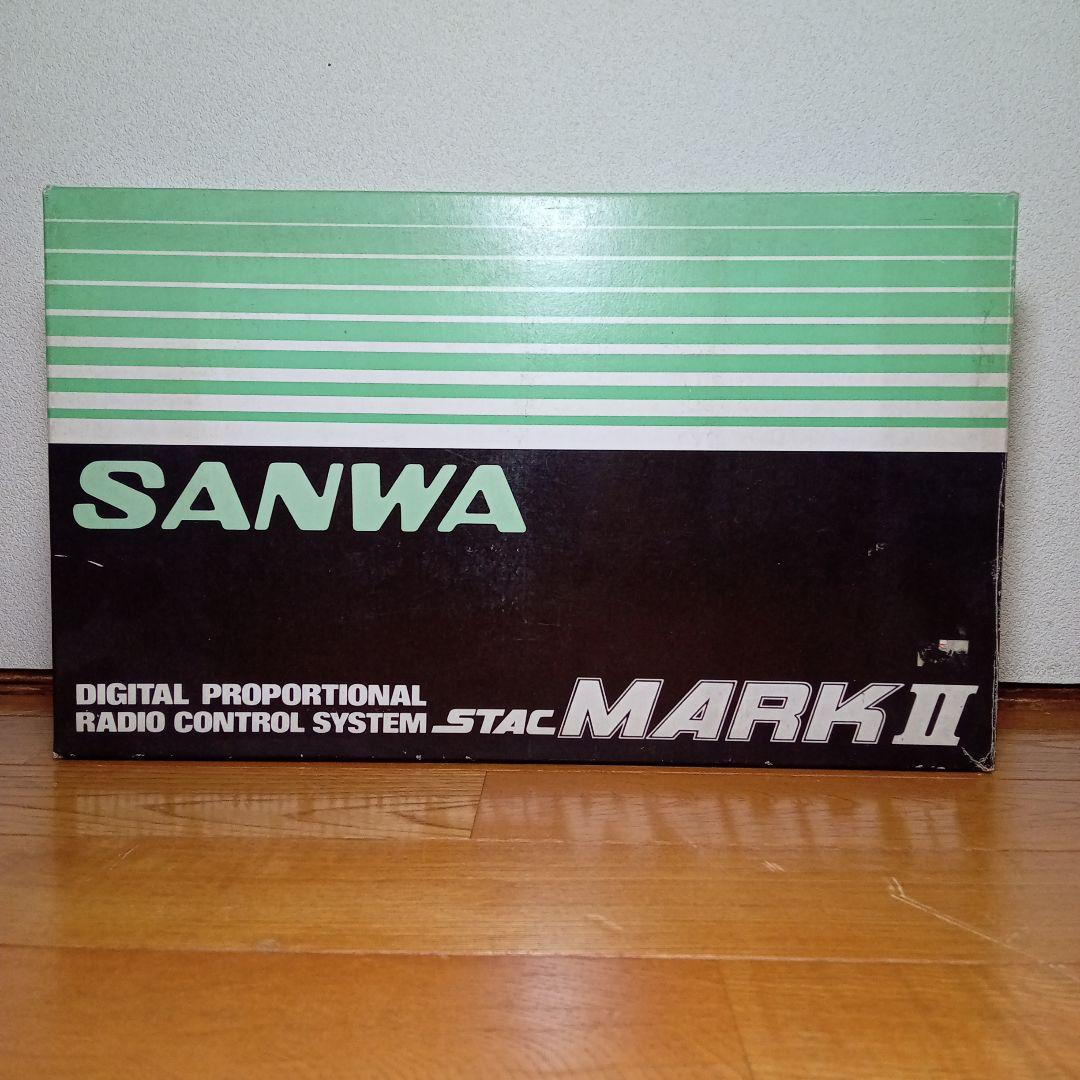 SANWA
DIGITAL PROPORTIONAL
RADIO CONTROL SYSTEM STAC MARK II